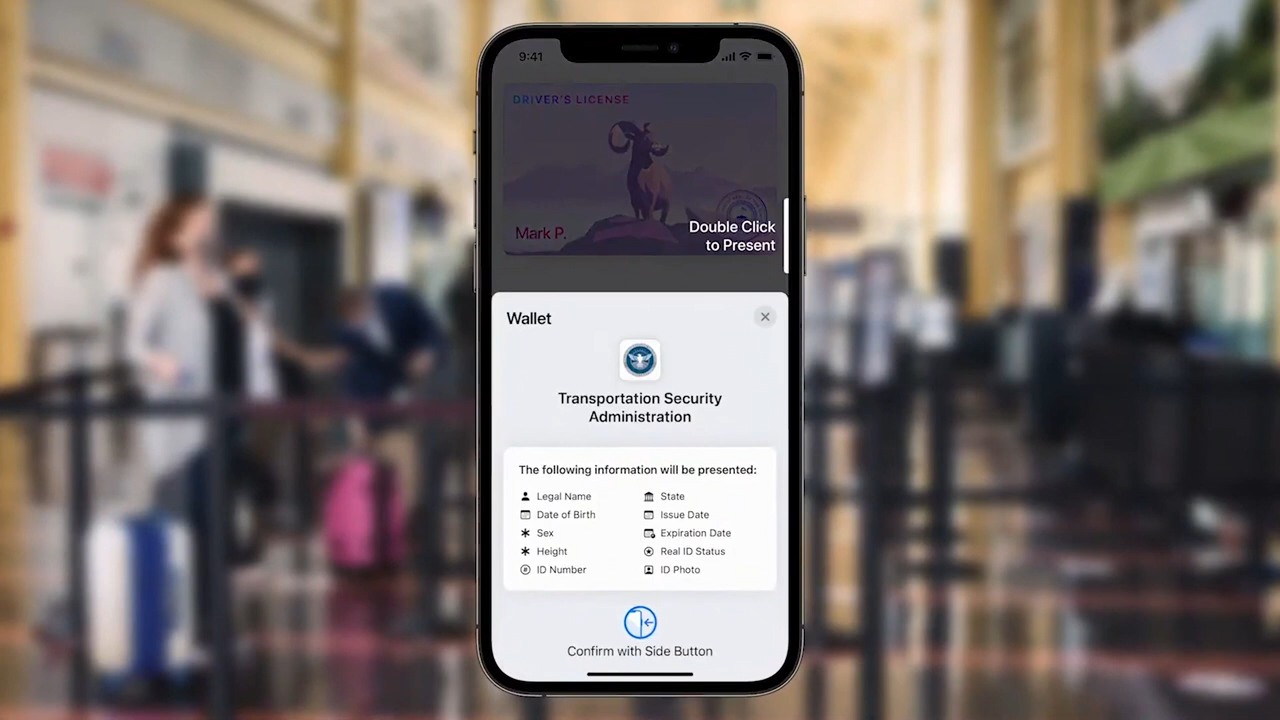 9:41
DRIVER'S LICENSE
Mark P.
Double Click
to Present
Wallet
Transportation Security
Administration
The following information will be presented:
Legal Name
Date of Birth
Sex
Height
ID Number
State
Issue Date
Expiration Date
Real ID Status
ID Photo
Confirm with Side Button